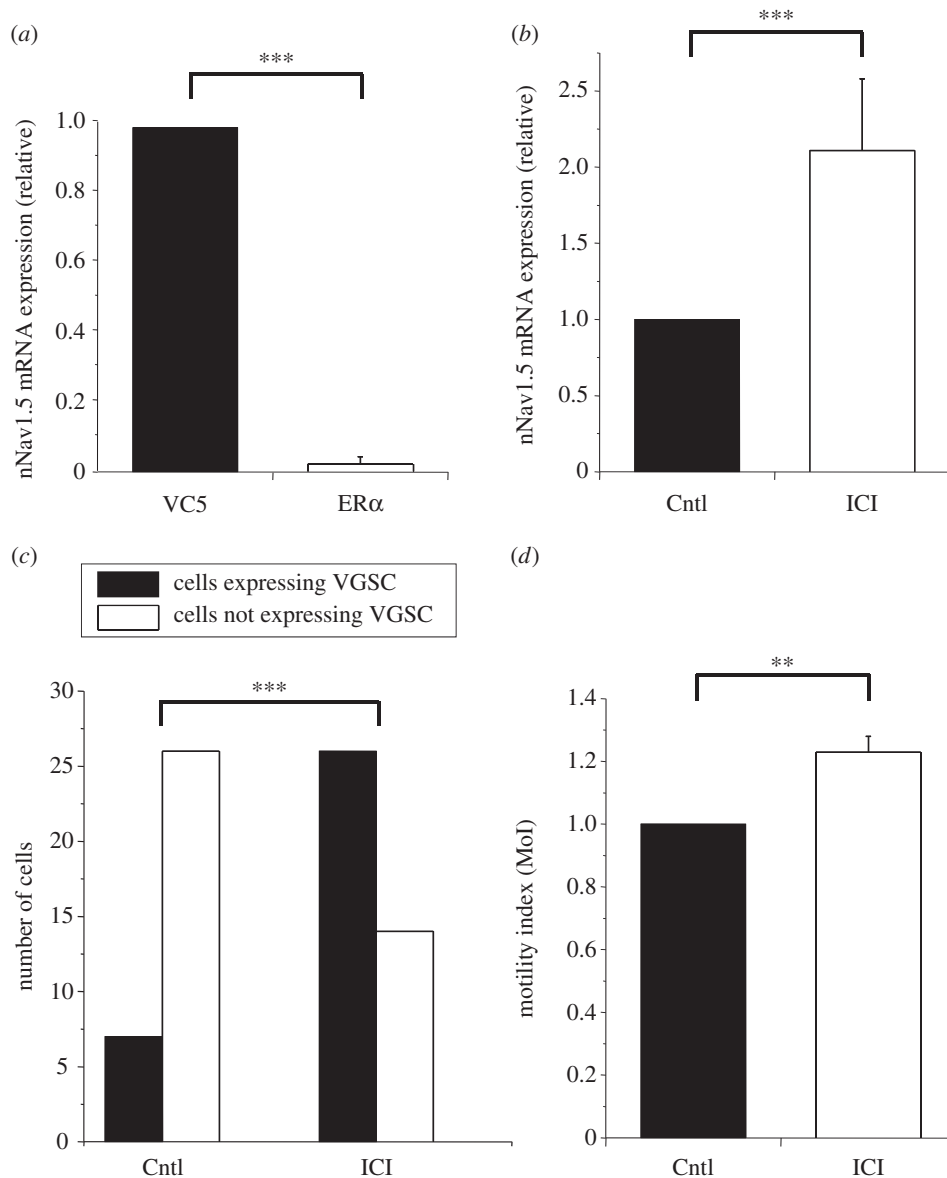 (a)
***
nNav1.5 mRNA expression (relative)
1.0
0.8
0.6
0.4
0.2
0
VC5
ERα
(b)
***
nNav1.5 mRNA expression (relative)
2.5
2.0
1.5
1.0
0.5
0
Cntl
ICI
(c)
cells expressing VGSC
cells not expressing VGSC
***
number of cells
30
25
20
15
10
5
0
Cntl
ICI
(d)
**
motility index (MoI)
1.4
1.2
1.0
0.8
0.6
0.4
0.2
0
Cntl
ICI